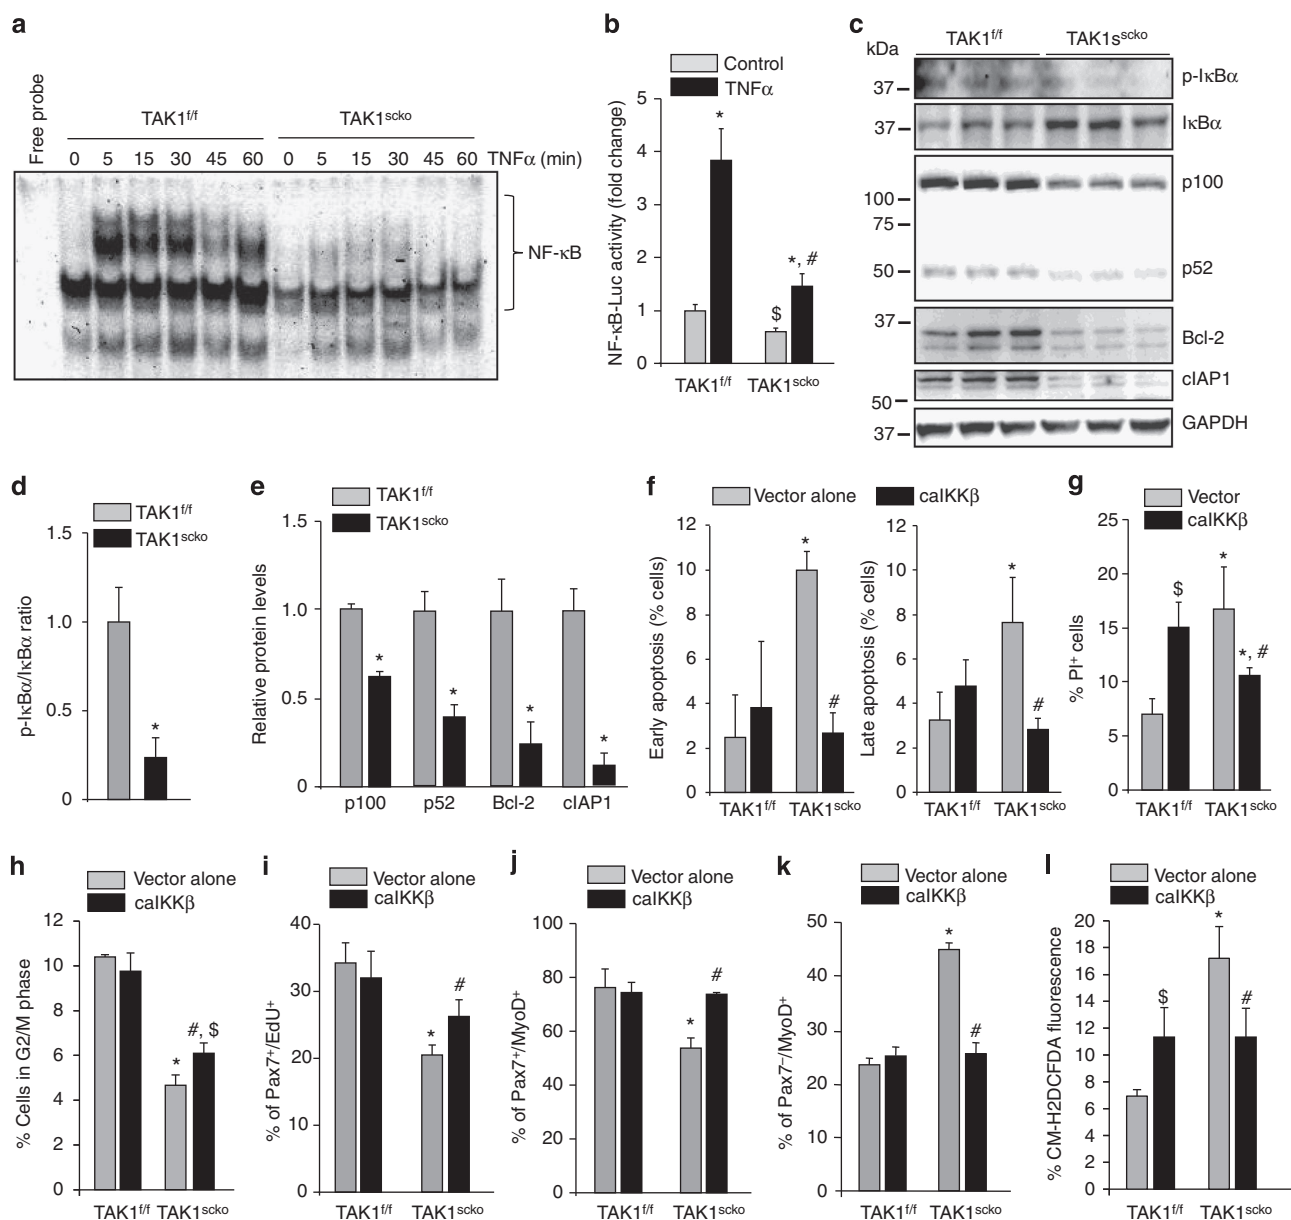 a
Free probe
TAK1f/f
TAK1scko
0 5 15 30 45 60 0 5 15 30 45 60 TNFα (min)
NF-κB
b
Control
TNFα
NF-κB-Luc activity (fold change)
5
4
3
2
1
0
*
$
*, #
TAK1f/f TAK1scko
c
kDa
TAK1f/f
TAK1sscko
37
p-IκBα
37
IκBα
p100
100
75
50
p52
37
Bcl-2
cIAP1
50
37
GAPDH
d
TAK1f/f
TAK1scko
p-IκBα/IκBα ratio
1.5
1.0
0.5
0
*
e
TAK1f/f
TAK1scko
Relative protein levels
1.5
1.0
0.5
0
*
*
*
*
p100 p52 Bcl-2 cIAP1
f
Vector alone
caIKKβ
Early apoptosis (% cells)
12
10
8
6
4
2
0
*
#
TAK1f/f TAK1scko
Late apoptosis (% cells)
12
10
8
6
4
2
0
*
#
TAK1f/f TAK1scko
g
Vector
caIKKβ
% PI+ cells
25
20
15
10
5
0
$
*
*, #
TAK1f/f TAK1scko
h
Vector alone
caIKKβ
% Cells in G2/M phase
12
10
8
6
4
2
0
*
#, $
TAK1f/f TAK1scko
i
Vector alone
caIKKβ
% of Pax7+/EdU+
40
30
20
10
0
*
#
TAK1f/f TAK1scko
j
Vector alone
caIKKβ
% of Pax7+/MyoD+
100
80
60
40
20
0
*
#
TAK1f/f TAK1scko
k
Vector alone
caIKKβ
% of Pax7−/MyoD+
50
40
30
20
10
0
*
#
TAK1f/f TAK1scko
l
Vector alone
caIKKβ
% CM-H2DCFDA fluorescence
20
18
16
14
12
10
8
6
4
2
0
$
*
#
TAK1f/f TAK1scko